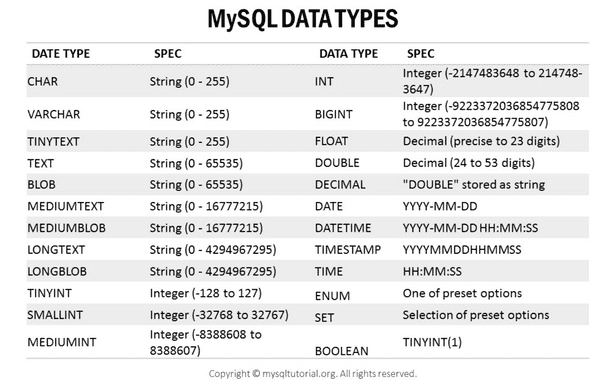 MySQL DATA TYPES
DATE TYPE SPEC DATA TYPE SPEC
CHAR String (0 - 255) INT Integer (-2147483648 to 214748-
3647)
VARCHAR String (0 - 255) BIGINT Integer (-9223372036854775808
to 9223372036854775807)
TINYTEXT String (0 - 255) FLOAT Decimal (precise to 23 digits)
TEXT String (0 - 65535) DOUBLE Decimal (24 to 53 digits)
BLOB String (0 - 65535) DECIMAL "DOUBLE" stored as string
MEDIUMTEXT String (0 - 16777215) DATE YYYY-MM-DD
MEDIUMBLOB String (0 - 16777215) DATETIME YYYY-MM-DD HH:MM:SS
LONGTEXT String (0 - 4294967295) TIMESTAMP YYYYMMDDHHMMSS
LONGBLOB String (0 - 4294967295) TIME HH:MM:SS
TINYINT Integer (-128 to 127) ENUM One of preset options
SMALLINT Integer (-32768 to 32767) SET Selection of preset options
MEDIUMINT Integer (-8388608 to
8388607) BOOLEAN TINYINT(1)
Copyright © mysqltutorial.org. All rights reserved.